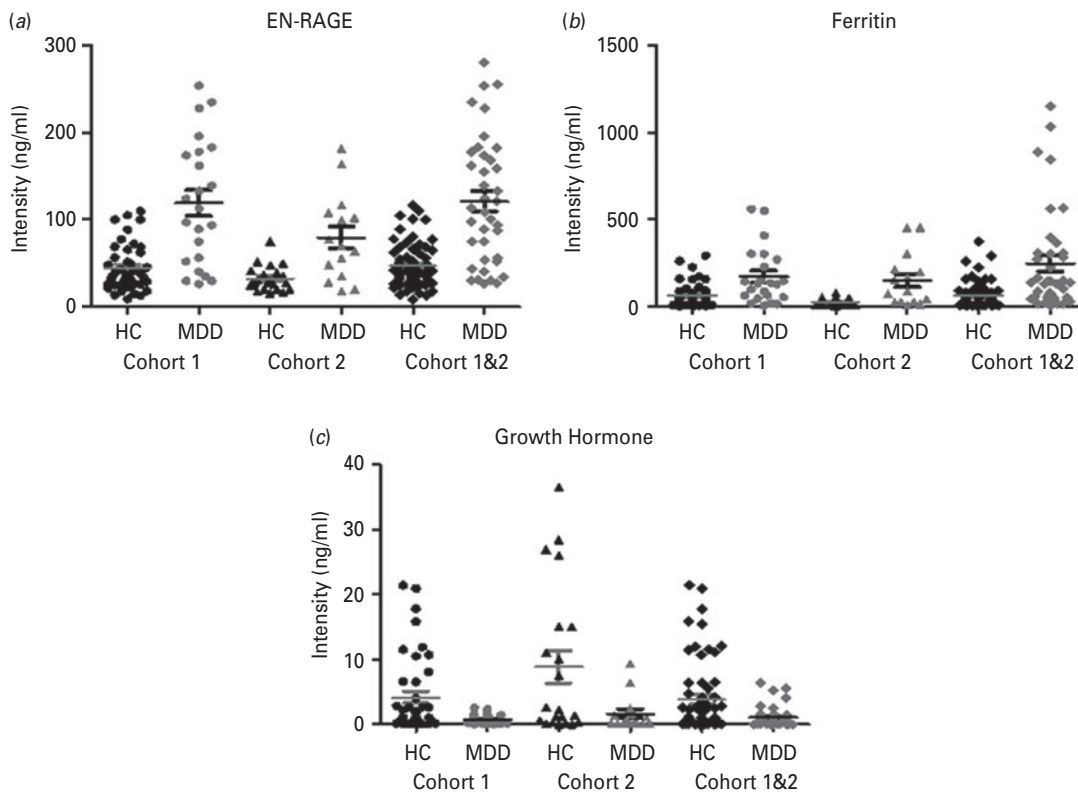 (a) EN-RAGE
Intensity (ng/ml)
300
200
100
0
HC MDD HC MDD HC MDD
Cohort 1 Cohort 2 Cohort 1&2
(b) Ferritin
Intensity (ng/ml)
1500
1000
500
0
HC MDD HC MDD HC MDD
Cohort 1 Cohort 2 Cohort 1&2
(c) Growth Hormone
Intensity (ng/ml)
40
30
20
10
0
HC MDD HC MDD HC MDD
Cohort 1 Cohort 2 Cohort 1&2